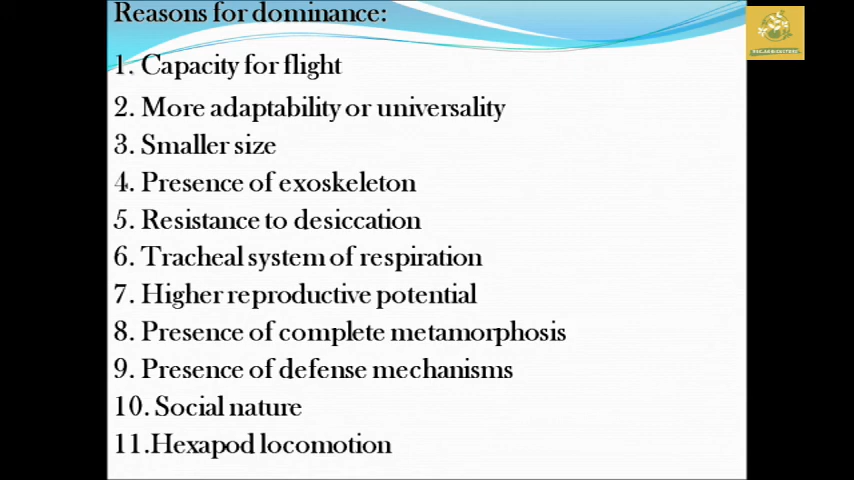 Reasons for dominance:
1. Capacity for flight
2. More adaptability or universality
3. Smaller size
4. Presence of exoskeleton
5. Resistance to desiccation
6. Tracheal system of respiration
7. Higher reproductive potential
8. Presence of complete metamorphosis
9. Presence of defense mechanisms
10. Social nature
11.Hexapod locomotion